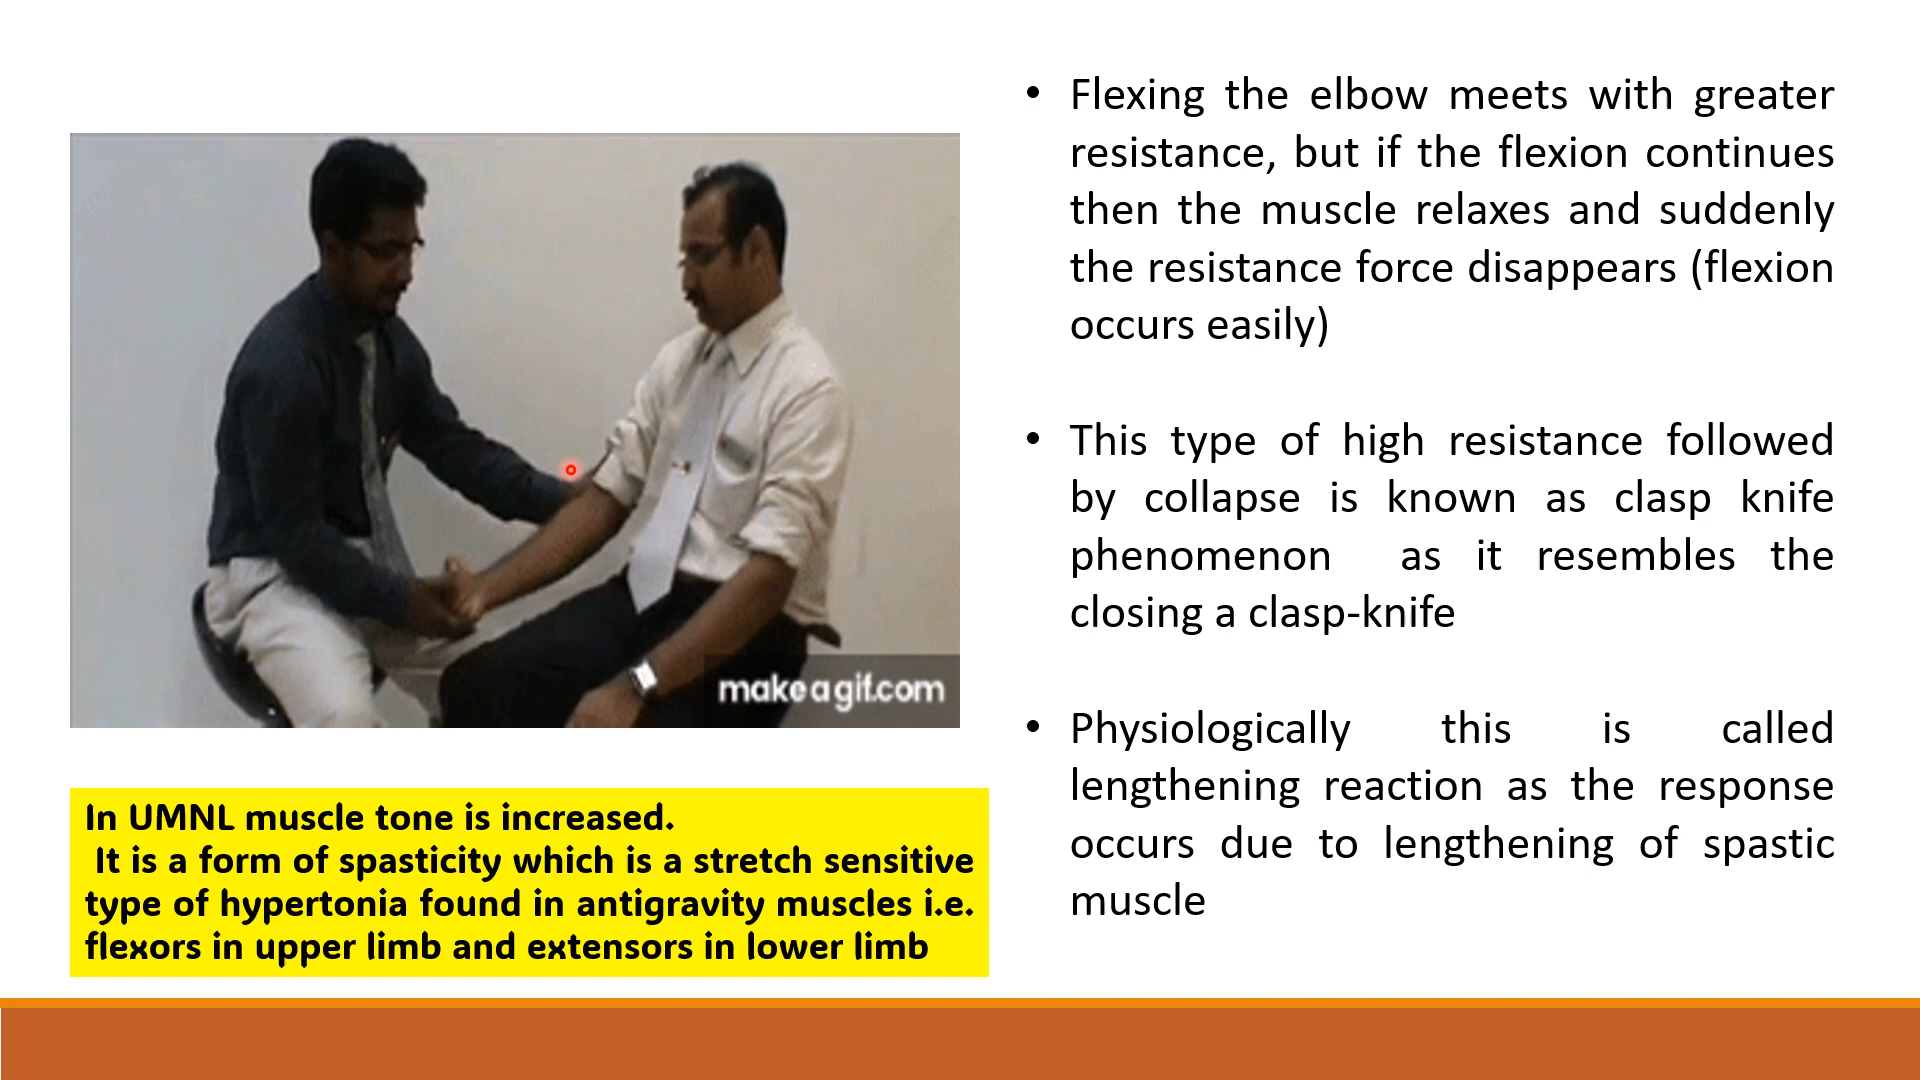 • Flexing the elbow meets with greater
resistance, but if the flexion continues
then the muscle relaxes and suddenly
the resistance force disappears (flexion
occurs easily)
• This type of high resistance followed
by collapse is known as clasp knife
phenomenon as it resembles the
closing a clasp-knife
• Physiologically this is called
lengthening reaction as the response
occurs due to lengthening of spastic
muscle
makeagif.com
In UMNL muscle tone is increased.
It is a form of spasticity which is a stretch sensitive
type of hypertonia found in antigravity muscles i.e.
flexors in upper limb and extensors in lower limb